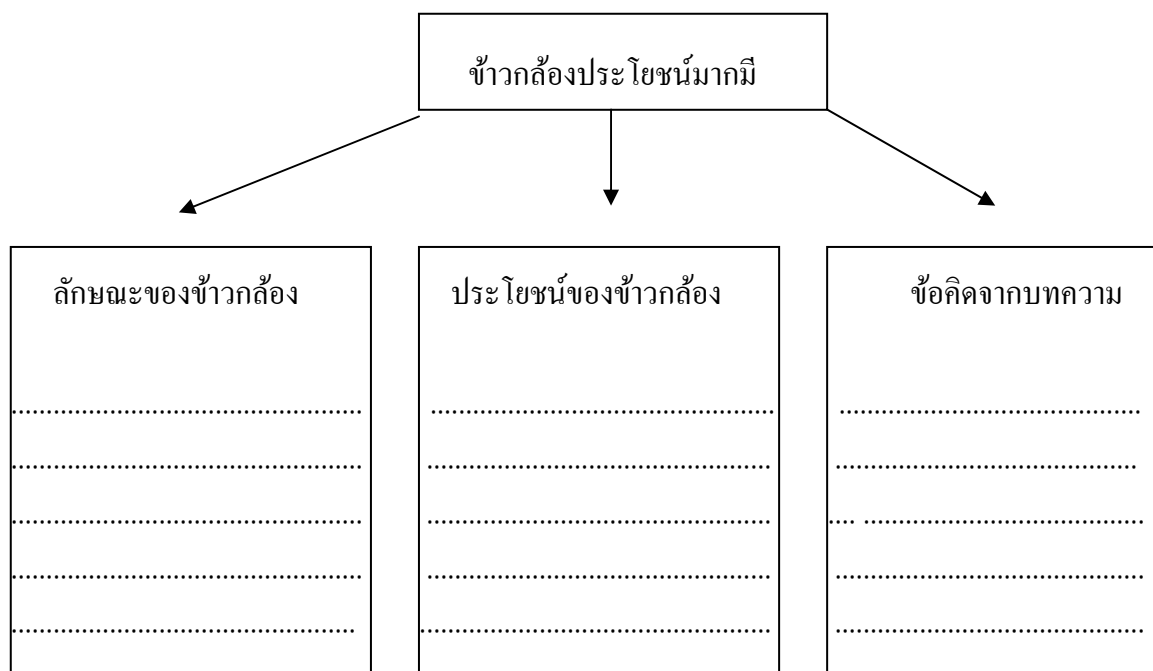 ข้าวกล้องประโยชน์มากมี
ลักษณะของข้าวกล้อง
ประโยชน์ของข้าวกล้อง
ข้อคิดจากบทความ